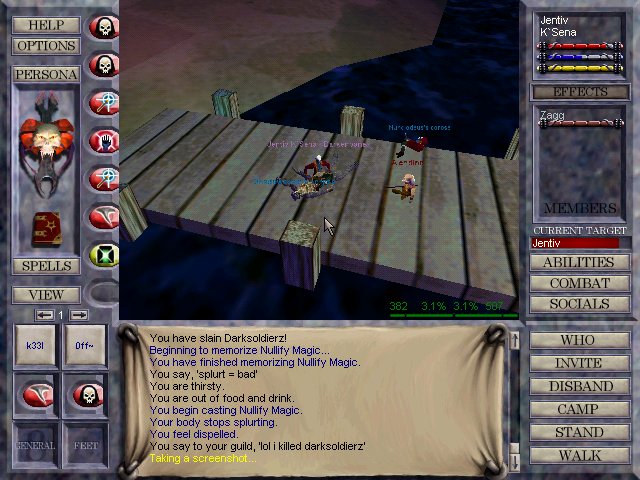 HELP
OPTIONS
PERSONA
SPELLS
VIEW
1
k33l
Off~
GENERAL
FEET
Jentiv
K`Sena
EFFECTS
Zagg
MEMBERS
CURRENT TARGET
Jentiv
ABILITIES
COMBAT
SOCIALS
WHO
INVITE
DISBAND
CAMP
STAND
WALK
382 3.1% 3.1% 507
You have slain Darksoldierz!
Beginning to memorize Nullify Magic...
You have finished memorizing Nullify Magic.
You say, 'splurt = bad'
You are thirsty.
You are out of food and drink.
You begin casting Nullify Magic.
Your body stops splurting.
You feel dispelled.
You say to your guild, 'lol i killed darksoldierz'
Taking a screenshot...